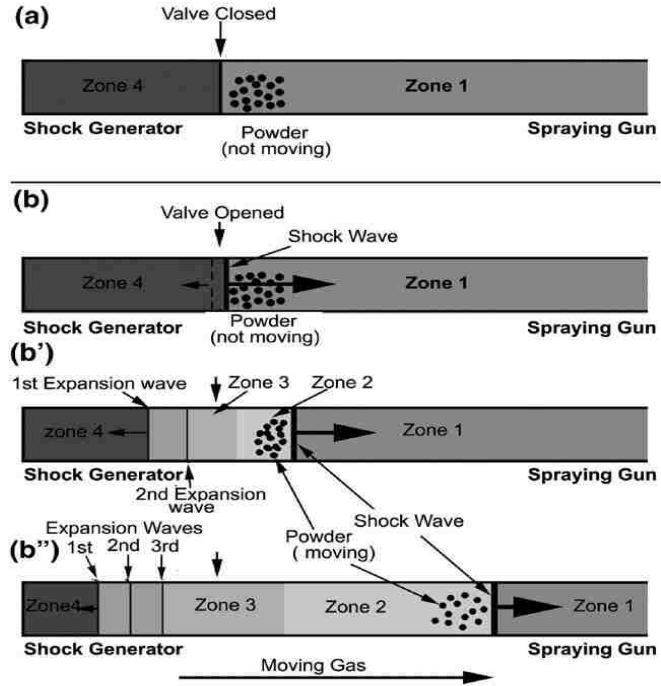 (a)
Valve Closed
Zone 4
Zone 1
Shock Generator
Powder
(not moving)
Spraying Gun
(b)
Valve Opened
Shock Wave
Zone 4
Zone 1
Shock Generator
Powder
(not moving)
Spraying Gun
(b')
1st Expansion wave
Zone 3
Zone 2
zone 4
Zone 1
Shock Generator
Spraying Gun
2nd Expansion
wave
Powder
( moving)
Shock Wave
(b")
Expansion Waves
1st
2nd
3rd
Zone4
Zone 3
Zone 2
Zone 1
Shock Generator
Spraying Gun
Moving Gas